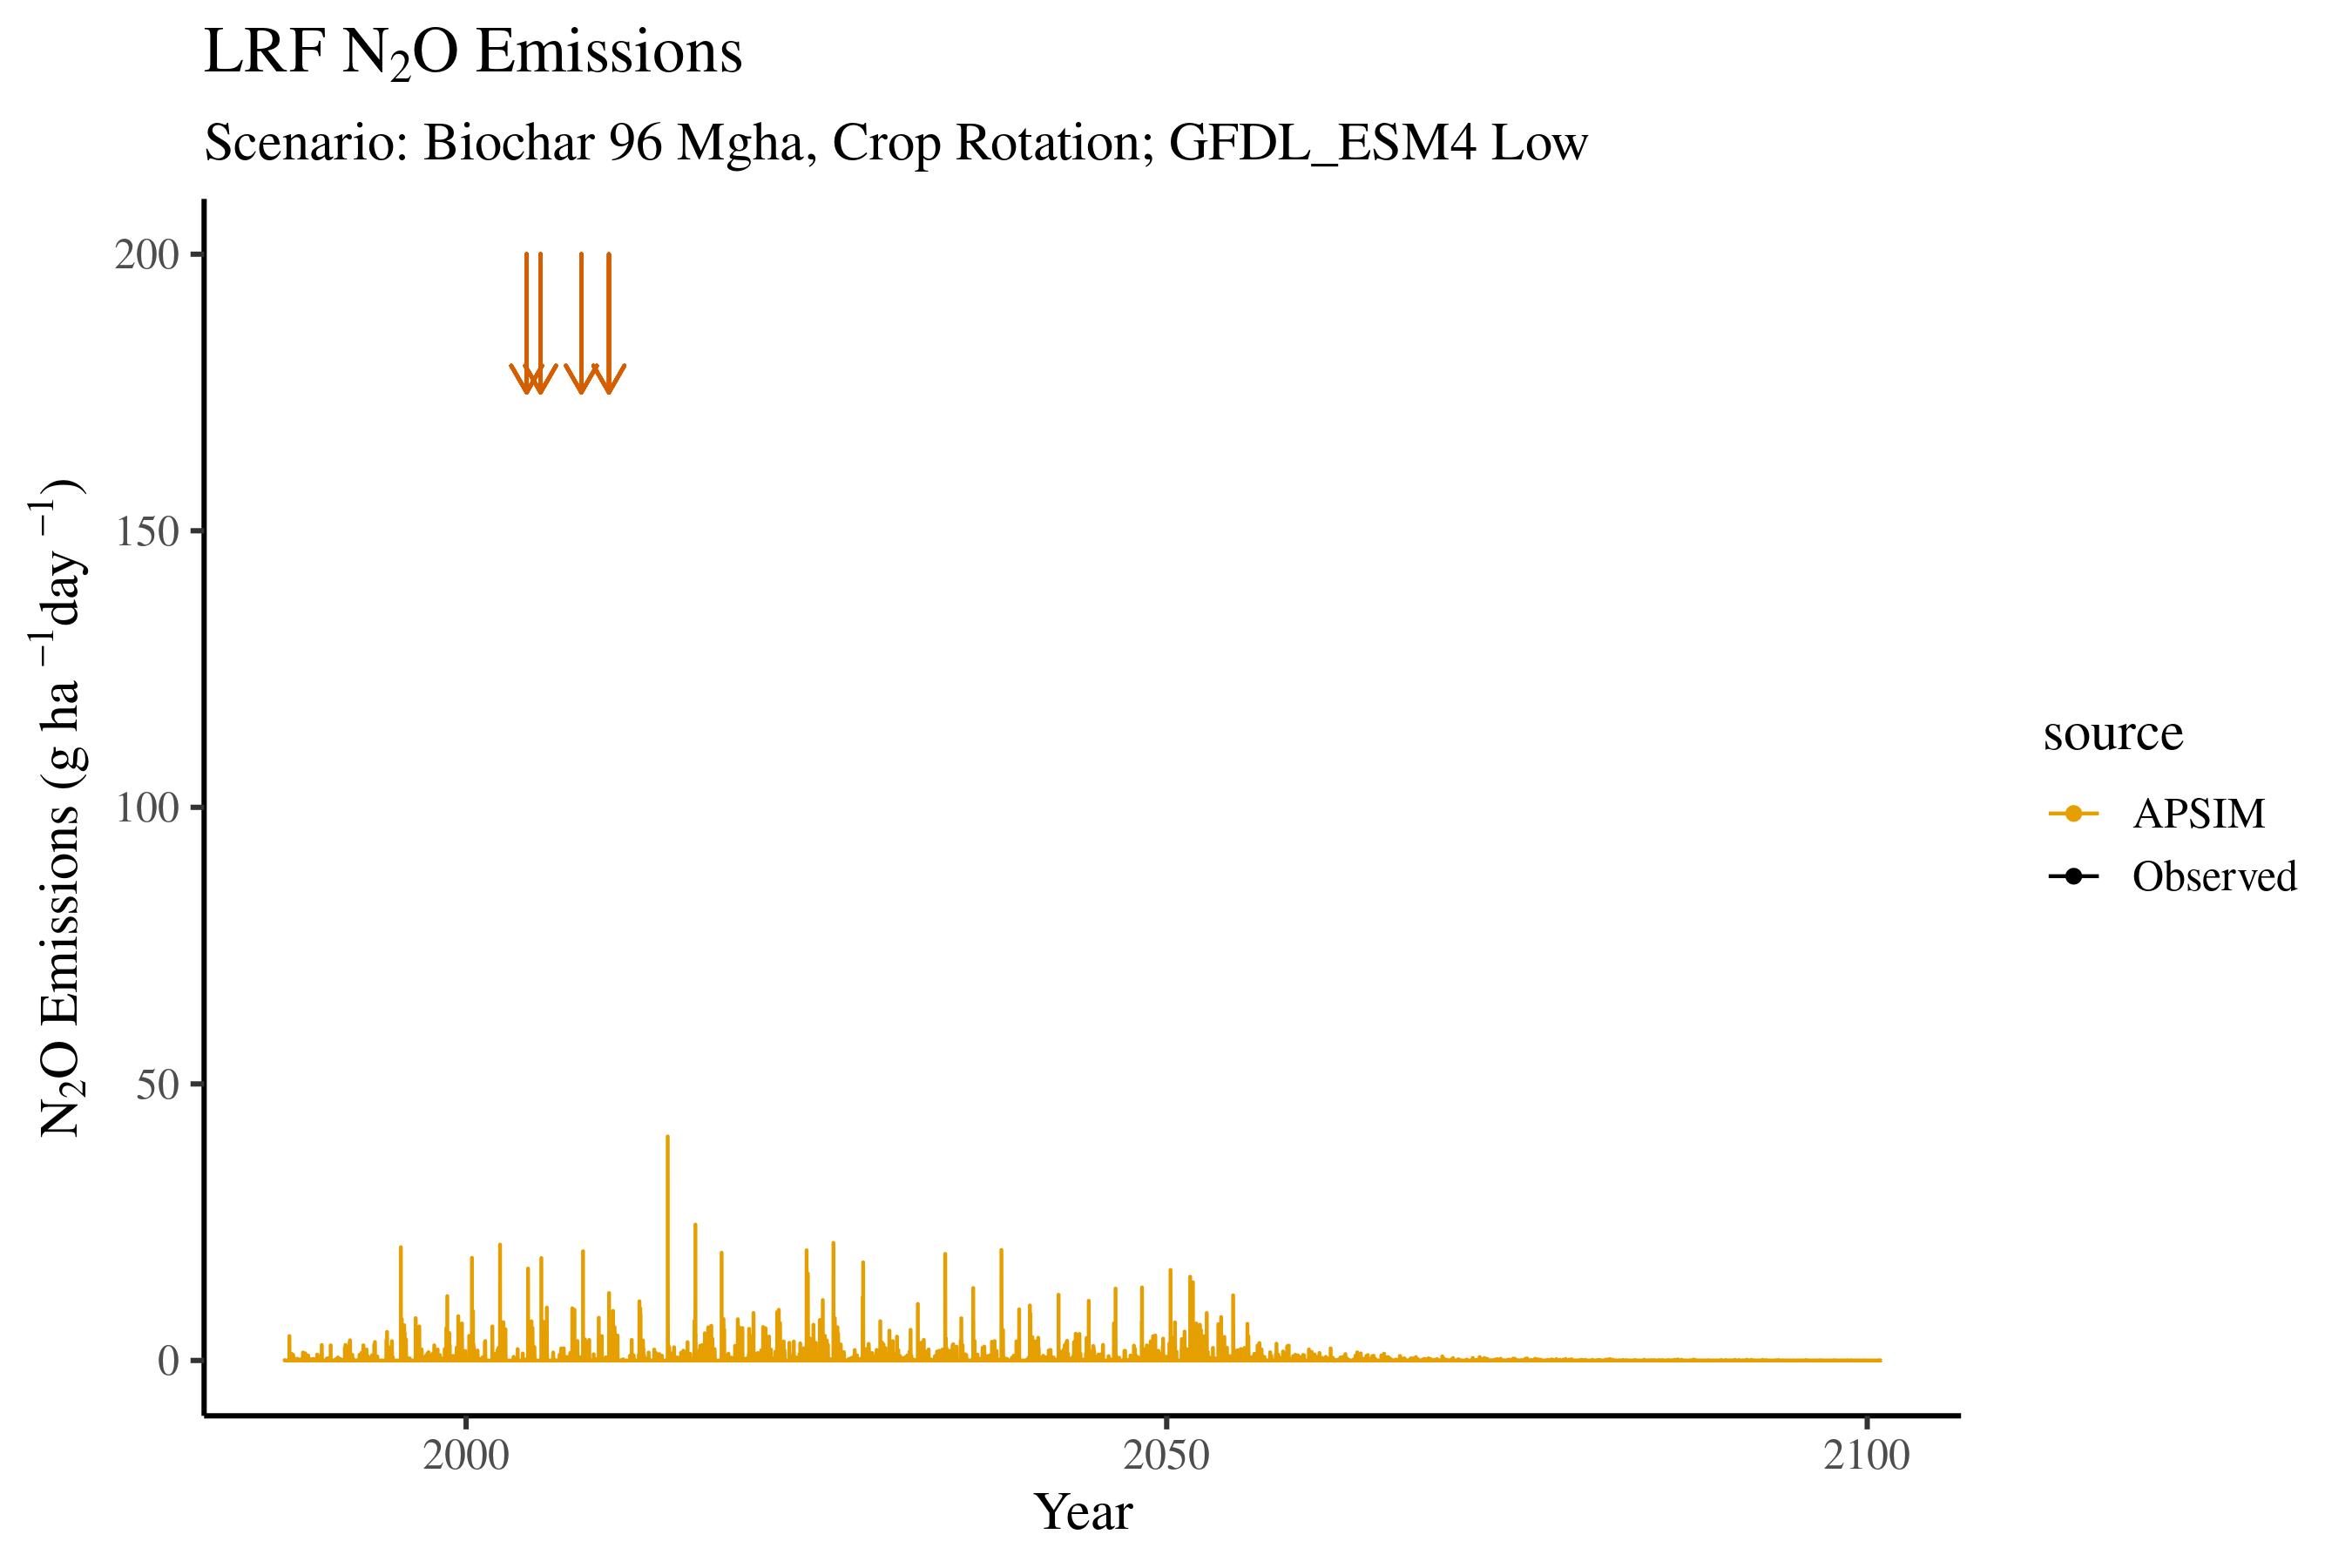 LRF N₂O Emissions
Scenario: Biochar 96 Mgha, Crop Rotation; GFDL_ESM4 Low
N₂O Emissions (g ha ⁻¹day ⁻¹)
200
150
100
50
0
2000
2050
2100
Year
source
APSIM
Observed